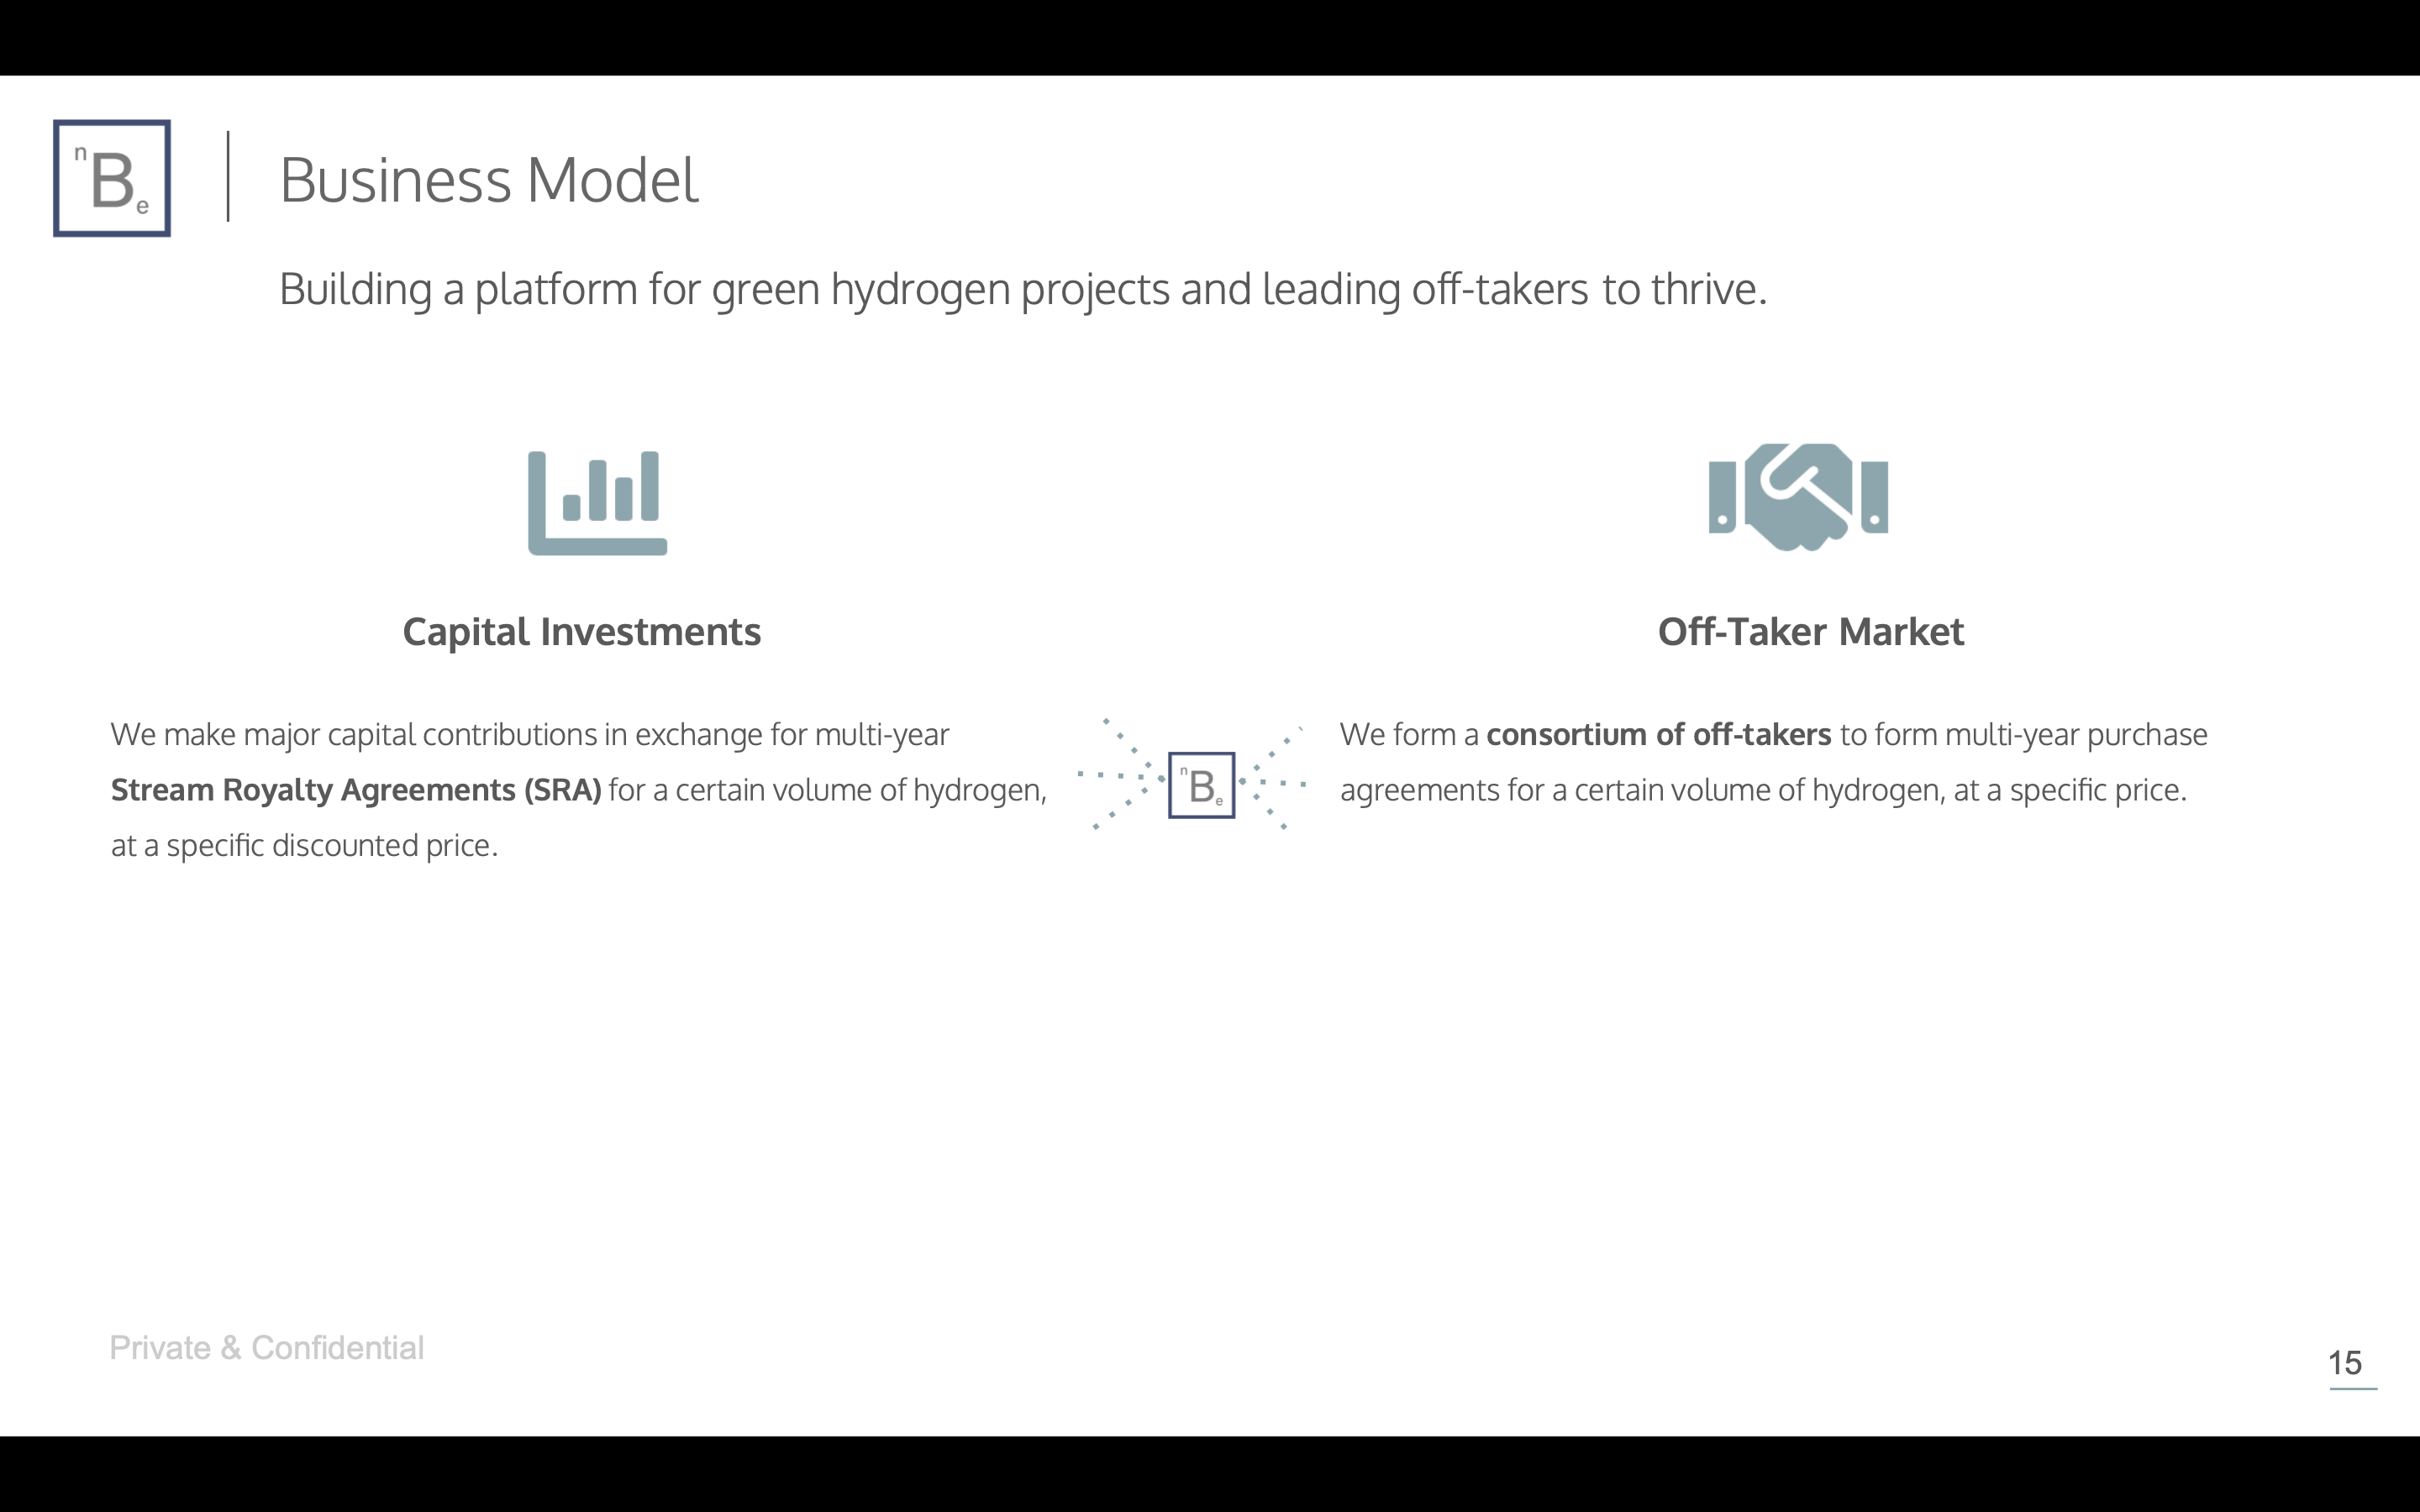 n
B
e
Business Model
Building a platform for green hydrogen projects and leading off-takers to thrive.
Capital Investments
We make major capital contributions in exchange for multi-year
Stream Royalty Agreements (SRA) for a certain volume of hydrogen,
at a specific discounted price.
n
B
e
Off-Taker Market
We form a consortium of off-takers to form multi-year purchase
agreements for a certain volume of hydrogen, at a specific price.
Private & Confidential
15